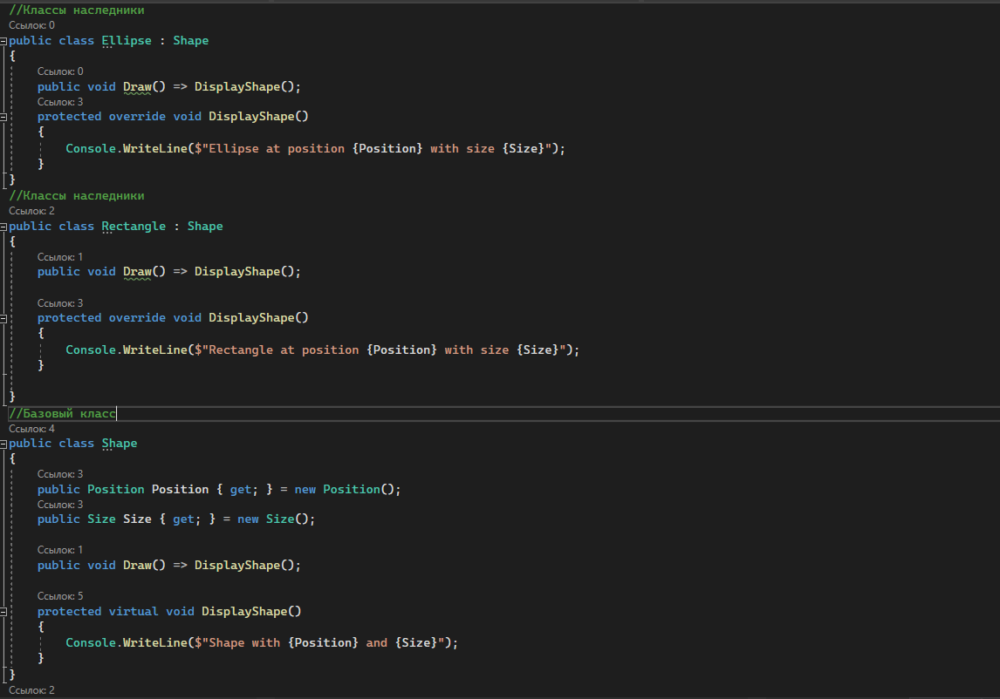 //Классы наследники
Ссылок: 0
public class Ellipse : Shape
{
Ссылок: 0
public void Draw() => DisplayShape();
Ссылок: 3
protected override void DisplayShape()
{
Console.WriteLine($"Ellipse at position {Position} with size {Size}");
}
}
//Классы наследники
Ссылок: 2
public class Rectangle : Shape
{
Ссылок: 1
public void Draw() => DisplayShape();
Ссылок: 3
protected override void DisplayShape()
{
Console.WriteLine($"Rectangle at position {Position} with size {Size}");
}
}
//Базовый класс
Ссылок: 4
public class Shape
{
Ссылок: 3
public Position Position { get; } = new Position();
Ссылок: 3
public Size Size { get; } = new Size();
Ссылок: 1
public void Draw() => DisplayShape();
Ссылок: 5
protected virtual void DisplayShape()
{
Console.WriteLine($"Shape with {Position} and {Size}");
}
}
Ссылок: 2